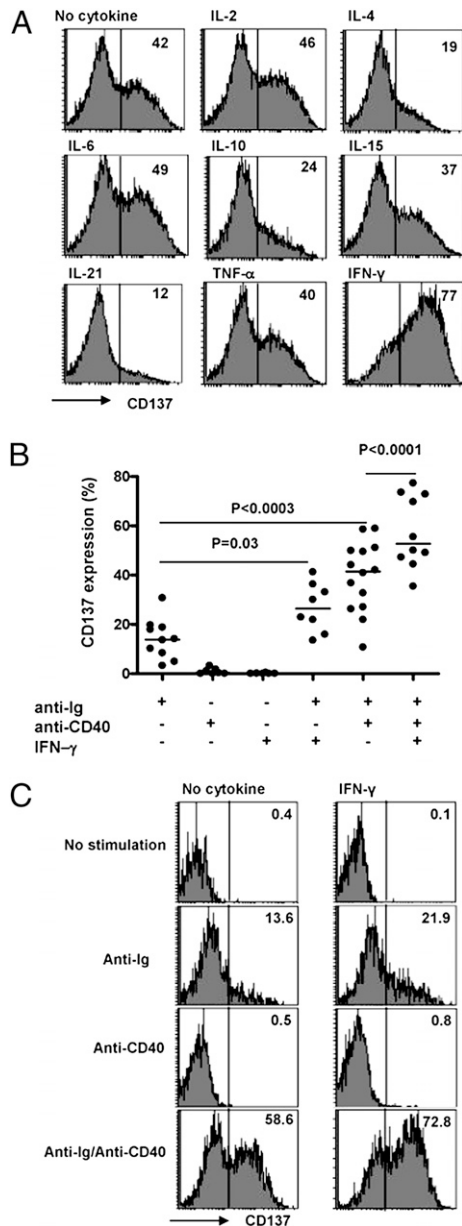 A
No cytokine IL-2 IL-4
42 46 19
IL-6 IL-10 IL-15
49 24 37
IL-21 TNF-α IFN-γ
12 40 77
CD137
B
P<0.0001
P<0.0003
P=0.03
CD137 expression (%)
80
60
40
20
0
anti-Ig + - - + + +
anti-CD40 - + - - + +
IFN-γ - - + + - +
C
No cytokine IFN-γ
No stimulation 0.4 0.1
Anti-Ig 13.6 21.9
Anti-CD40 0.5 0.8
Anti-Ig/Anti-CD40 58.6 72.8
CD137